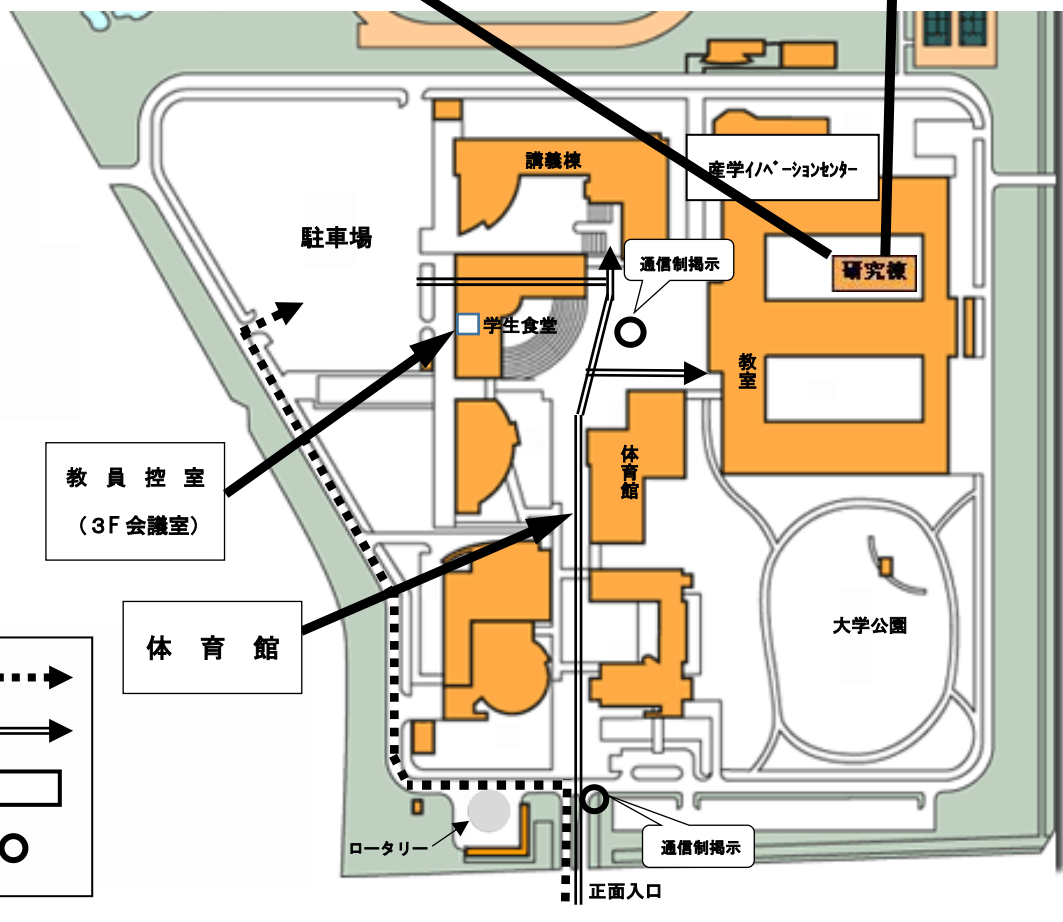 講義棟
産学イノベーションセンター
駐車場
通信制掲示
研究棟
学生食堂
教室
教員控室
（３Ｆ会議室）
体育館
体育館
大学公園
ロータリー
通信制掲示
正面入口